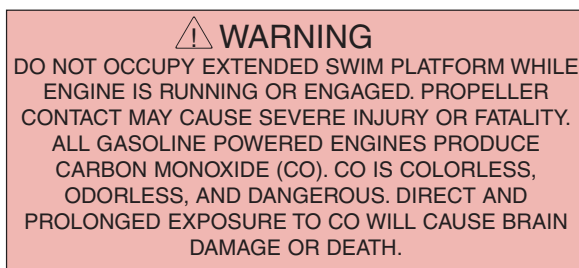 ⚠ WARNING
DO NOT OCCUPY EXTENDED SWIM PLATFORM WHILE
ENGINE IS RUNNING OR ENGAGED. PROPELLER
CONTACT MAY CAUSE SEVERE INJURY OR FATALITY.
ALL GASOLINE POWERED ENGINES PRODUCE
CARBON MONOXIDE (CO). CO IS COLORLESS,
ODORLESS, AND DANGEROUS. DIRECT AND
PROLONGED EXPOSURE TO CO WILL CAUSE BRAIN
DAMAGE OR DEATH.